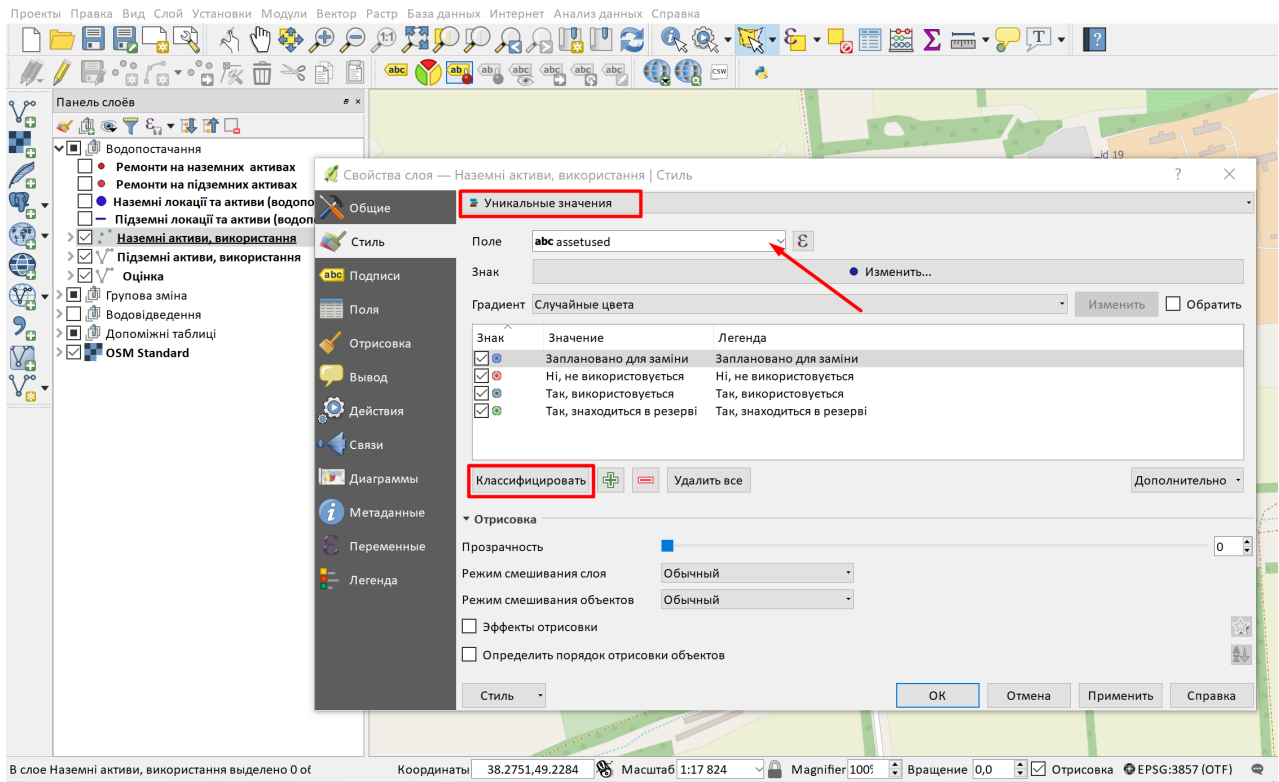 Проекты Правка Вид Слой Установки Модули Вектор Растр База данных Интернет Анализ данных Справка
Панель слоёв
Водопостачання
Ремонти на наземних активах
Ремонти на підземних активах
Наземні локації та активи (водопо
Підземні локації та активи (водоп
Наземні активи, використання
Підземні активи, використання
Оцінка
Групова зміна
Водовідведення
Допоміжні таблиці
OSM Standard
id 19
Свойства слоя — Наземні активи, використання | Стиль
Общие
Стиль
Подписи
Поля
Отрисовка
Вывод
Действия
Связи
Диаграммы
Метаданные
Переменные
Легенда
Уникальные значения
Поле abc assetused
Знак Изменить...
Градиент Случайные цвета Изменить Обратить
Знак Значение Легенда
Заплановано для заміни Заплановано для заміни
Ні, не використовується Ні, не використовується
Так, використовується Так, використовується
Так, знаходиться в резерві Так, знаходиться в резерві
Классифицировать Удалить все Дополнительно
Отрисовка
Прозрачность 0
Режим смешивания слоя Обычный
Режим смешивания объектов Обычный
Эффекты отрисовки
Определить порядок отрисовки объектов
Стиль ОК Отмена Применить Справка
В слое Наземні активи, використання выделено 0 об Координаты 38.2751,49.2284 Масштаб 1:17 824 Magnifier 100% Вращение 0,0 Отрисовка EPSG:3857 (OTF)